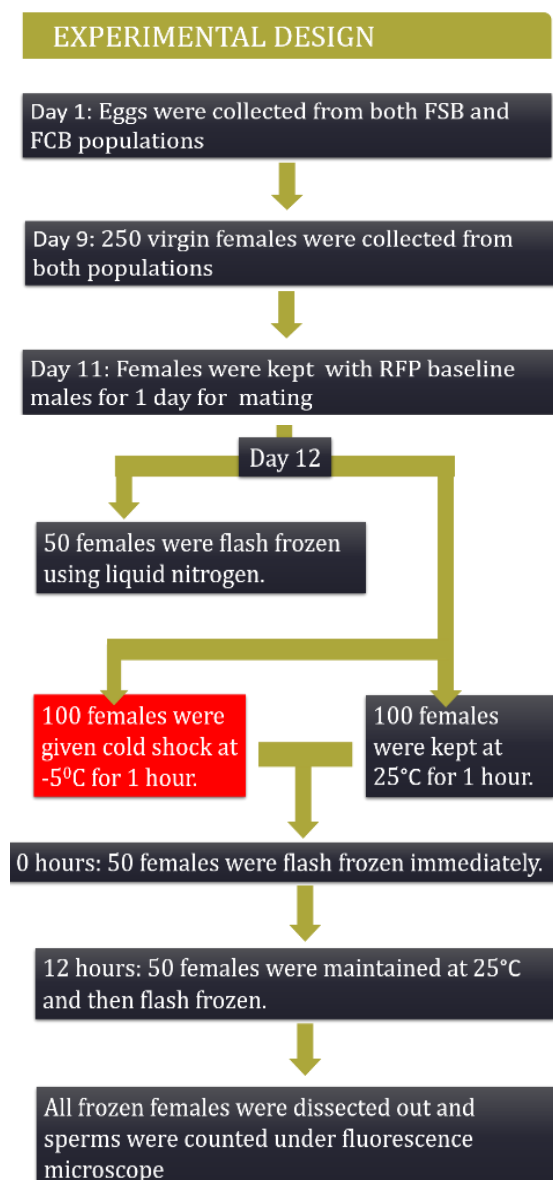 EXPERIMENTAL DESIGN
Day 1: Eggs were collected from both FSB and
FCB populations
Day 9: 250 virgin females were collected from
both populations
Day 11: Females were kept with RFP baseline
males for 1 day for mating
Day 12
50 females were flash frozen
using liquid nitrogen.
100 females were
given cold shock at
-5⁰C for 1 hour.
100 females
were kept at
25°C for 1 hour.
0 hours: 50 females were flash frozen immediately.
12 hours: 50 females were maintained at 25°C
and then flash frozen.
All frozen females were dissected out and
sperms were counted under fluorescence
microscope